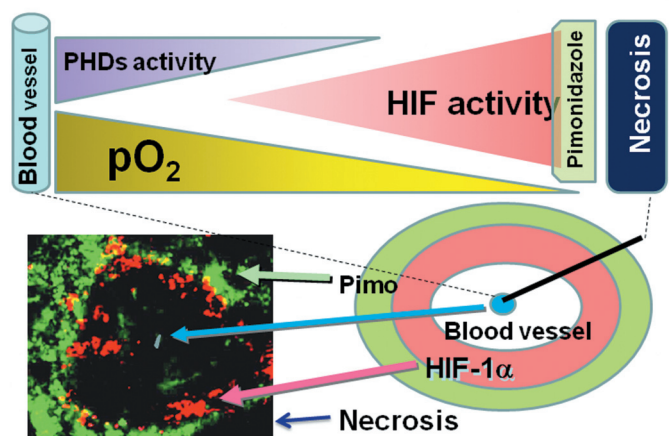 Blood vessel
PHDs activity
HIF activity
Pimonidazole
Necrosis
pO₂
Pimo
Blood vessel
HIF-1α
Necrosis